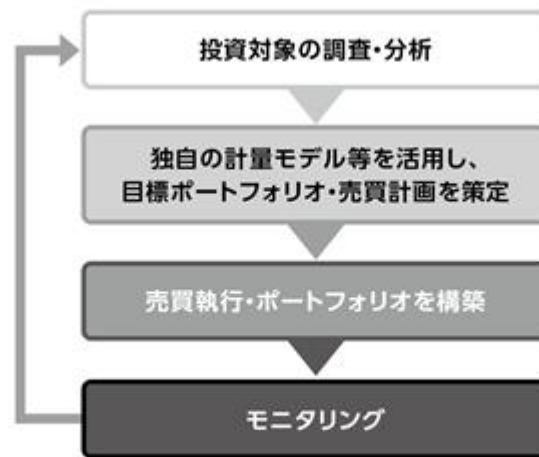 投資対象の調査・分析
独自の計量モデル等を活用し、
目標ポートフォリオ・売買計画を策定
売買執行・ポートフォリオを構築
モニタリング